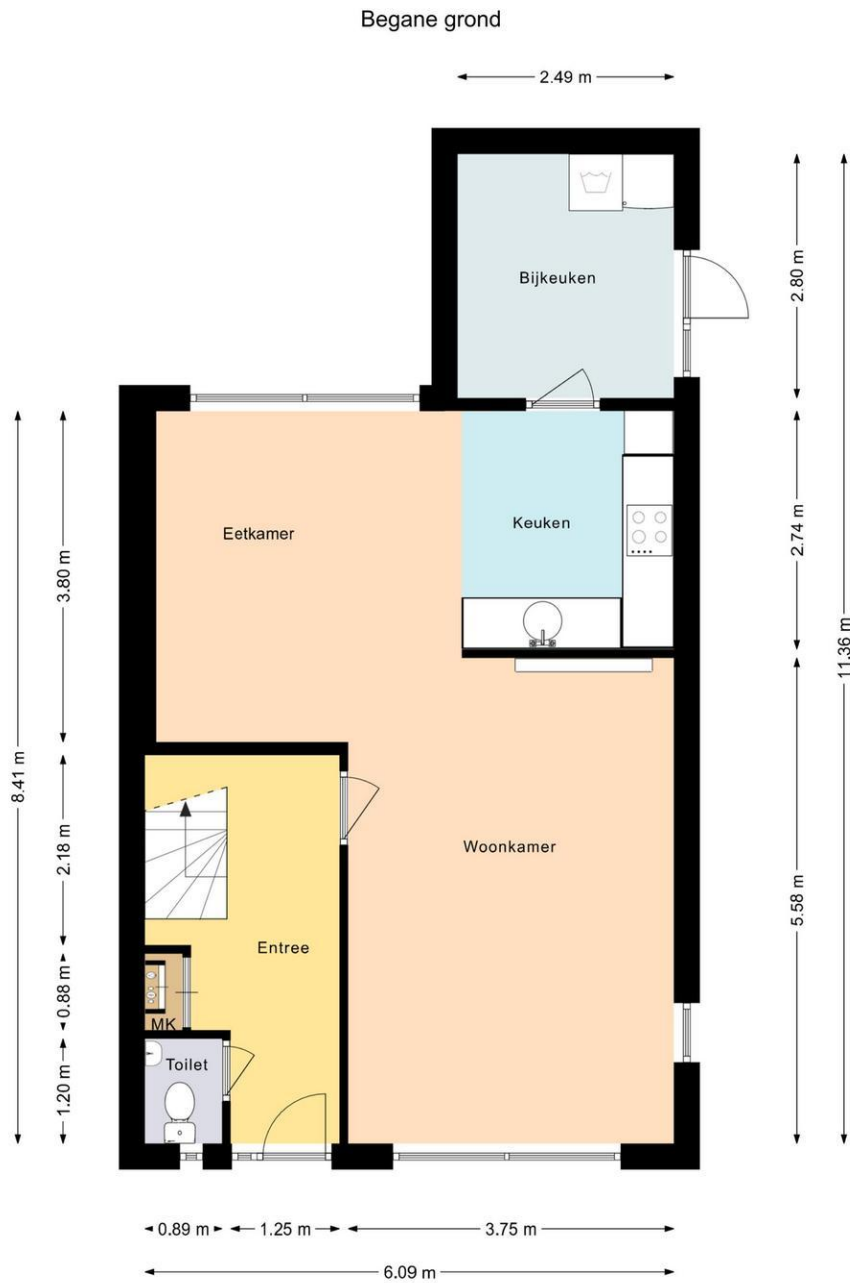 Begane grond
2.49 m
Bijkeuken
2.80 m
Eetkamer
Keuken
3.80 m
2.74 m
11.36 m
8.41 m
2.18 m
Woonkamer
5.58 m
Entree
0.88 m
MK
Toilet
1.20 m
0.89 m
1.25 m
3.75 m
6.09 m